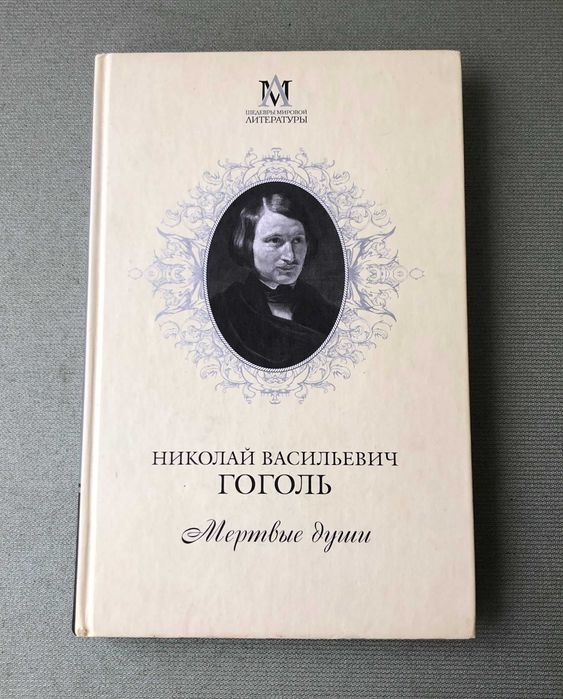 ШЕДЕВРЫ МИРОВОЙ
ЛИТЕРАТУРЫ
НИКОЛАЙ ВАСИЛЬЕВИЧ
ГОГОЛЬ
Мертвые души